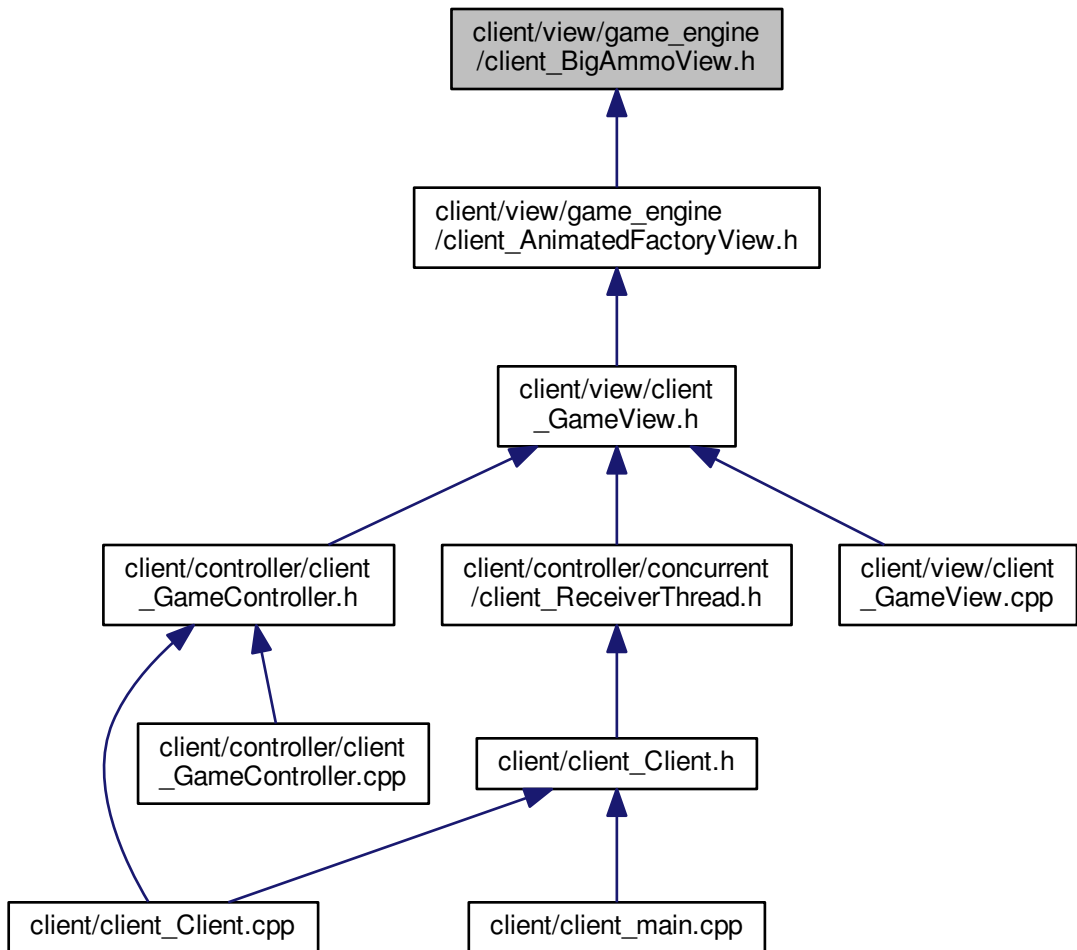 client/view/game_engine
/client_BigAmmoView.h
client/view/game_engine
/client_AnimatedFactoryView.h
client/view/client
_GameView.h
client/controller/client
_GameController.h
client/controller/concurrent
/client_ReceiverThread.h
client/view/client
_GameView.cpp
client/controller/client
_GameController.cpp
client/client_Client.h
client/client_Client.cpp
client/client_main.cpp